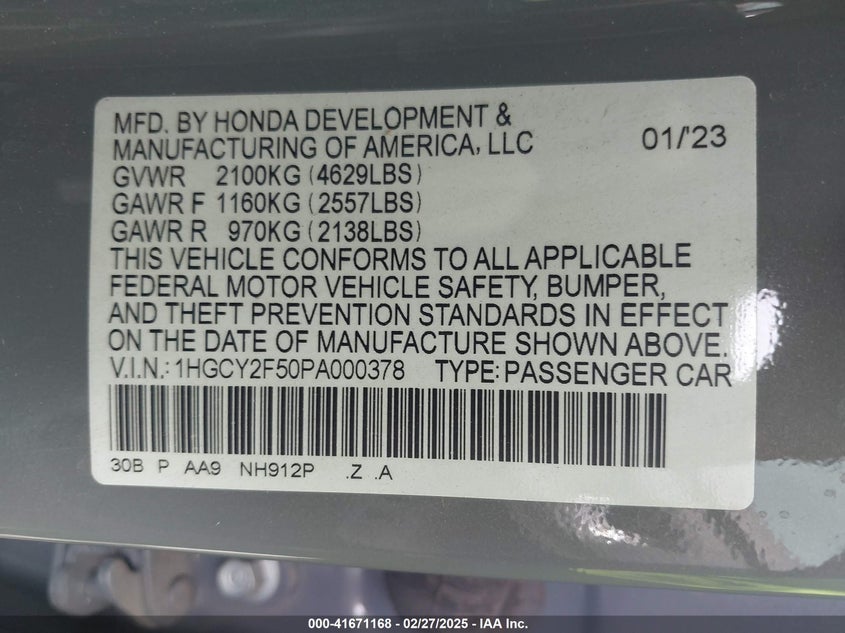 MFD. BY HONDA DEVELOPMENT &
MANUFACTURING OF AMERICA, LLC 01/'23
GVWR 2100KG (4629LBS)
GAWR F 1160KG (2557LBS)
GAWR R 970KG (2138LBS)
THIS VEHICLE CONFORMS TO ALL APPLICABLE
FEDERAL MOTOR VEHICLE SAFETY, BUMPER,
AND THEFT PREVENTION STANDARDS IN EFFECT
ON THE DATE OF MANUFACTURE SHOWN ABOVE.
V.I.N.: 1HGCY2F50PA000378 TYPE: PASSENGER CAR
30B P AA9 NH912P .Z .A
000-41671168 - 02/27/2025 - IAA Inc.